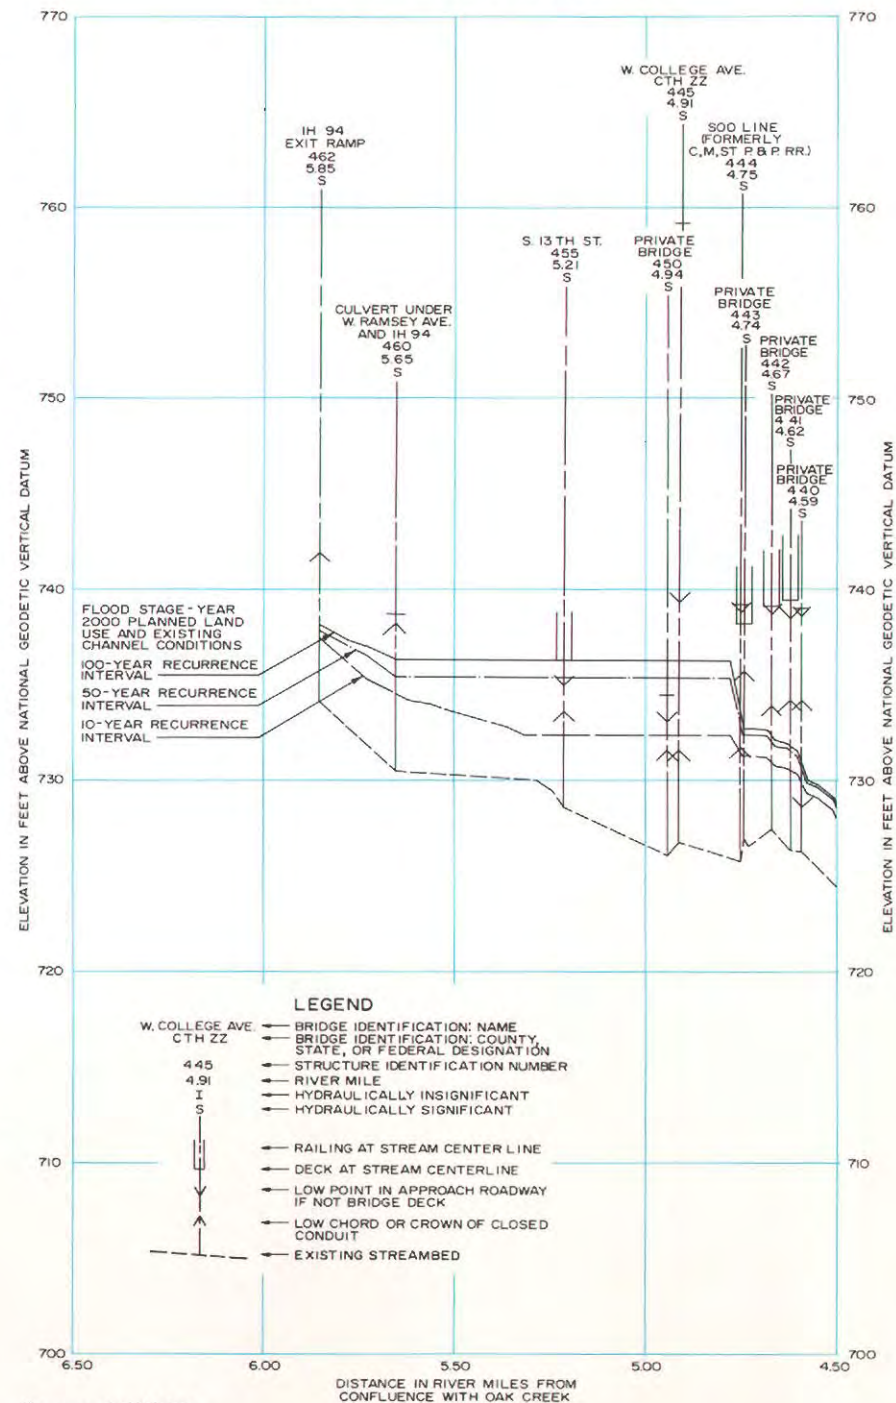 770
770
W. COLLEGE AVE.
CTH ZZ
445
4.91
S
IH 94
EXIT RAMP
462
5.85
S
SOO LINE
(FORMERLY
C,M,ST P. & P. RR.)
444
4.75
S
760
760
S. 13TH ST.
455
5.21
S
PRIVATE
BRIDGE
450
4.94
S
CULVERT UNDER
W. RAMSEY AVE.
AND IH 94
460
5.65
S
PRIVATE
BRIDGE
443
4.74
S
PRIVATE
BRIDGE
442
4.67
S
PRIVATE
BRIDGE
441
4.62
S
PRIVATE
BRIDGE
440
4.59
S
750
750
ELEVATION IN FEET ABOVE NATIONAL GEODETIC VERTICAL DATUM
ELEVATION IN FEET ABOVE NATIONAL GEODETIC VERTICAL DATUM
740
740
FLOOD STAGE - YEAR
2000 PLANNED LAND
USE AND EXISTING
CHANNEL CONDITIONS
100-YEAR RECURRENCE
INTERVAL
50-YEAR RECURRENCE
INTERVAL
10-YEAR RECURRENCE
INTERVAL
730
730
720
720
LEGEND
W. COLLEGE AVE. BRIDGE IDENTIFICATION: NAME
CTH ZZ BRIDGE IDENTIFICATION: COUNTY,
STATE, OR FEDERAL DESIGNATION
445 STRUCTURE IDENTIFICATION NUMBER
4.91 RIVER MILE
I HYDRAULICALLY INSIGNIFICANT
S HYDRAULICALLY SIGNIFICANT
RAILING AT STREAM CENTER LINE
DECK AT STREAM CENTERLINE
LOW POINT IN APPROACH ROADWAY
IF NOT BRIDGE DECK
LOW CHORD OR CROWN OF CLOSED
CONDUIT
EXISTING STREAMBED
710
710
700
700
6.50
6.00
5.50
5.00
4.50
DISTANCE IN RIVER MILES FROM
CONFLUENCE WITH OAK CREEK